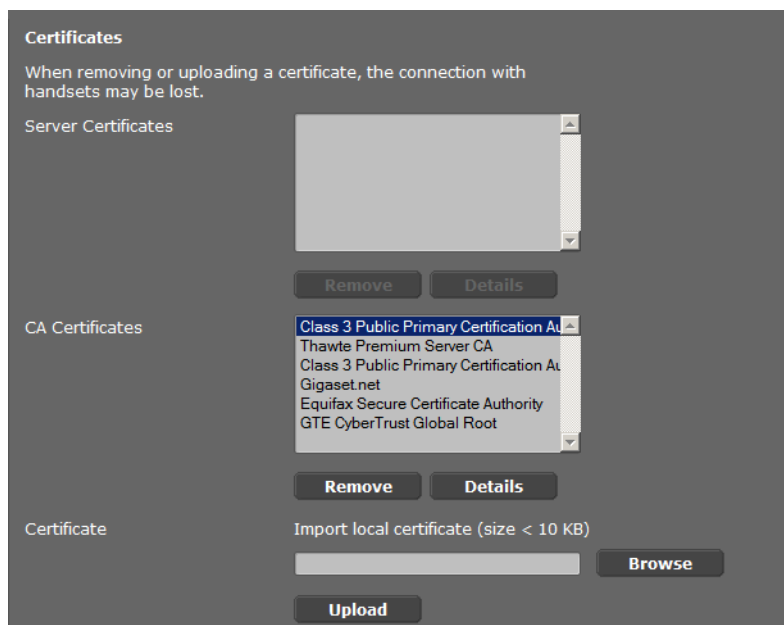 Certificates
When removing or uploading a certificate, the connection with
handsets may be lost.
Server Certificates
Remove Details
CA Certificates
Class 3 Public Primary Certification Au
Thawte Premium Server CA
Class 3 Public Primary Certification Au
Gigaset.net
Equifax Secure Certificate Authority
GTE CyberTrust Global Root
Remove Details
Certificate Import local certificate (size < 10 KB)
Browse
Upload